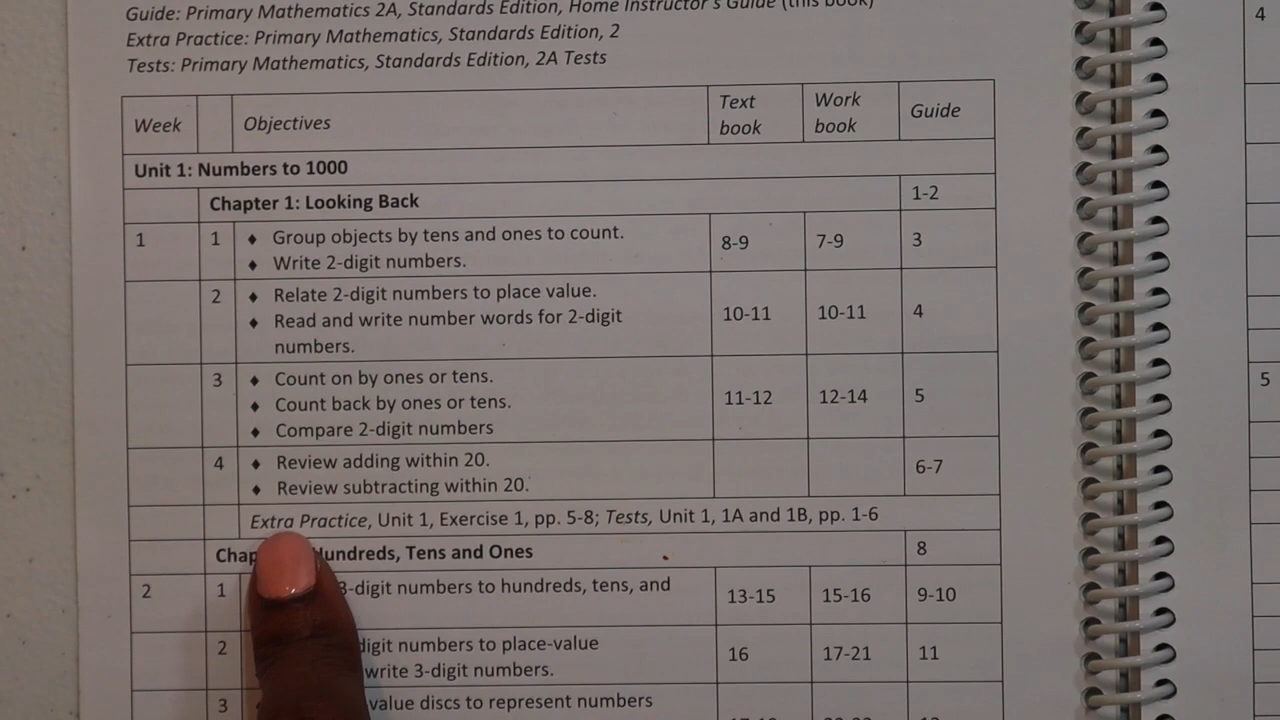 Guide: Primary Mathematics 2A, Standards Edition, Home Instructor's Guide (this book)
Extra Practice: Primary Mathematics, Standards Edition, 2
Tests: Primary Mathematics, Standards Edition, 2A Tests
Week Objectives Text book Work book Guide
Unit 1: Numbers to 1000
Chapter 1: Looking Back 1-2
1 1 ♦ Group objects by tens and ones to count. 8-9 7-9 3
♦ Write 2-digit numbers.
2 ♦ Relate 2-digit numbers to place value. 10-11 10-11 4
♦ Read and write number words for 2-digit
numbers.
3 ♦ Count on by ones or tens. 11-12 12-14 5
♦ Count back by ones or tens.
♦ Compare 2-digit numbers
4 ♦ Review adding within 20. 6-7
♦ Review subtracting within 20.
Extra Practice, Unit 1, Exercise 1, pp. 5-8; Tests, Unit 1, 1A and 1B, pp. 1-6
Hundreds, Tens and Ones 8
2 1 3-digit numbers to hundreds, tens, and 13-15 15-16 9-10
2 digit numbers to place-value 16 17-21 11
write 3-digit numbers.
3 value discs to represent numbers
4
5